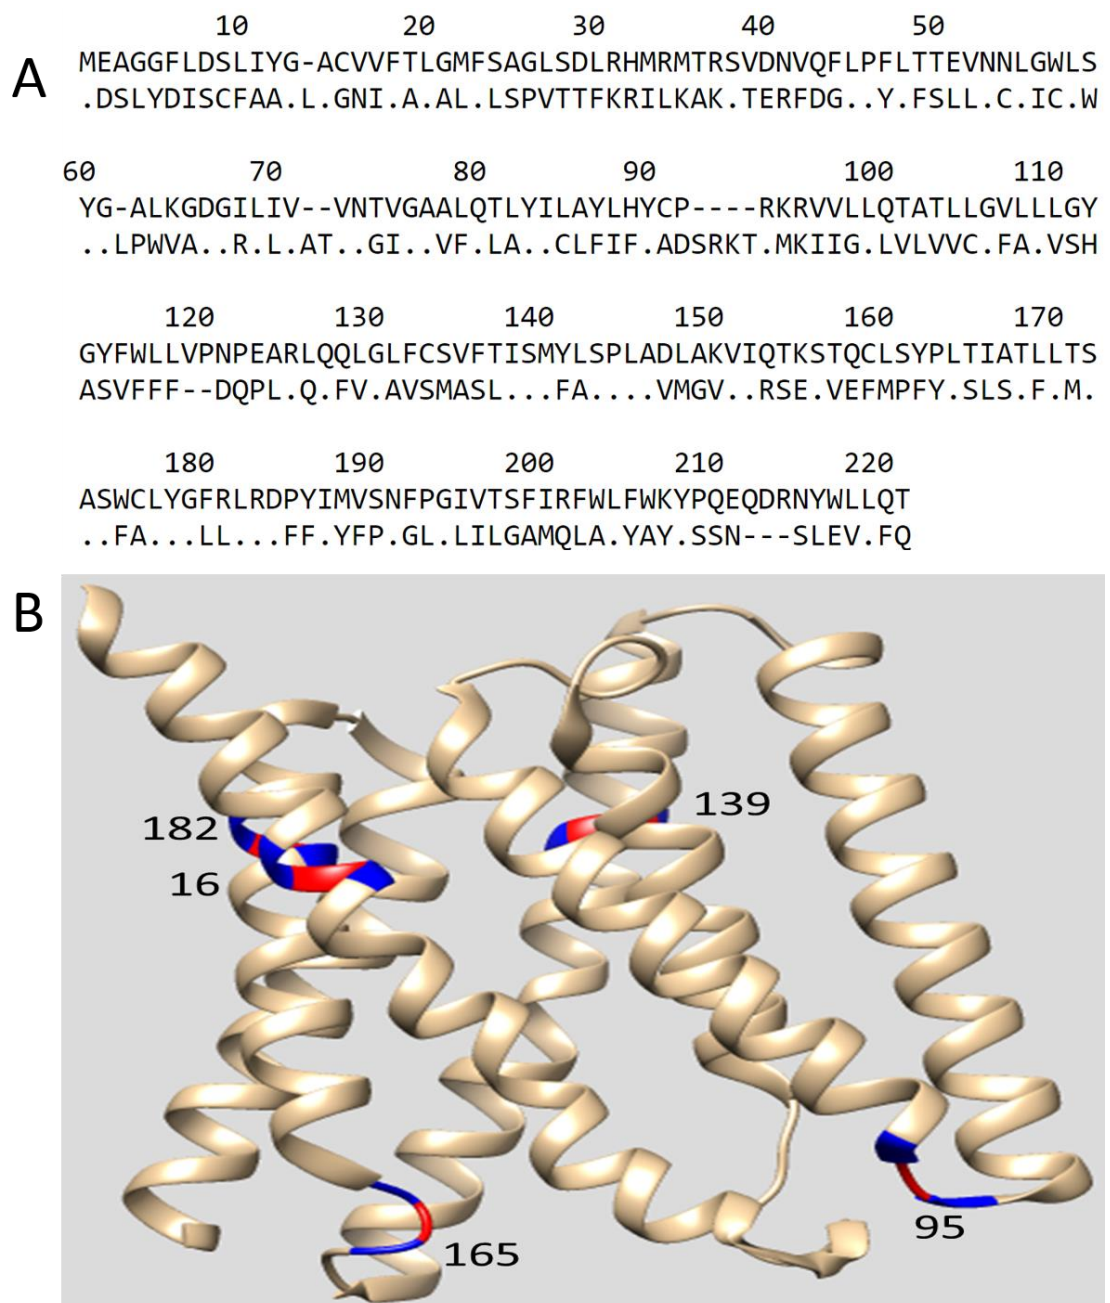 A
10 20 30 40 50
MEAGGFLDSLIYG-ACVVFTLGMFSAGLSDLRHMRMTRSVDNVQFLPFLTTEVNNLGWLS
.DSLYDISCFAA.L.GNI.A.AL.LSPVTTFKRILKAK.TERFDG..Y.FSLL.C.IC.W
60 70 80 90 100 110
YG-ALKGDGILIV--VNTVGAALQTLYILAYLHYCP----RKRVVLLQTATLLGVLLLGY
..LPWVA..R.L.AT..GI..VF.LA..CLFIF.ADSRKT.MKIIG.LVLVVC.FA.VSH
120 130 140 150 160 170
GYFWLLVPNPEARLQQLGLFCSVFTISMYLSPLADLAKVIQTKSTQCLSYPLTIATLLTS
ASVFFF--DQPL.Q.FV.AVSMASL...FA....VMGV..RSE.VEFMPFY.SLS.F.M.
180 190 200 210 220
ASWCLYGFRLRDPYIMVSNFPGIVTSFIRFWLFWKYPQEQDRNYWLLQT
..FA...LL...FF.YFP.GL.LILGAMQLA.YAY.SSN---SLEV.FQ
B
182
139
16
95
165